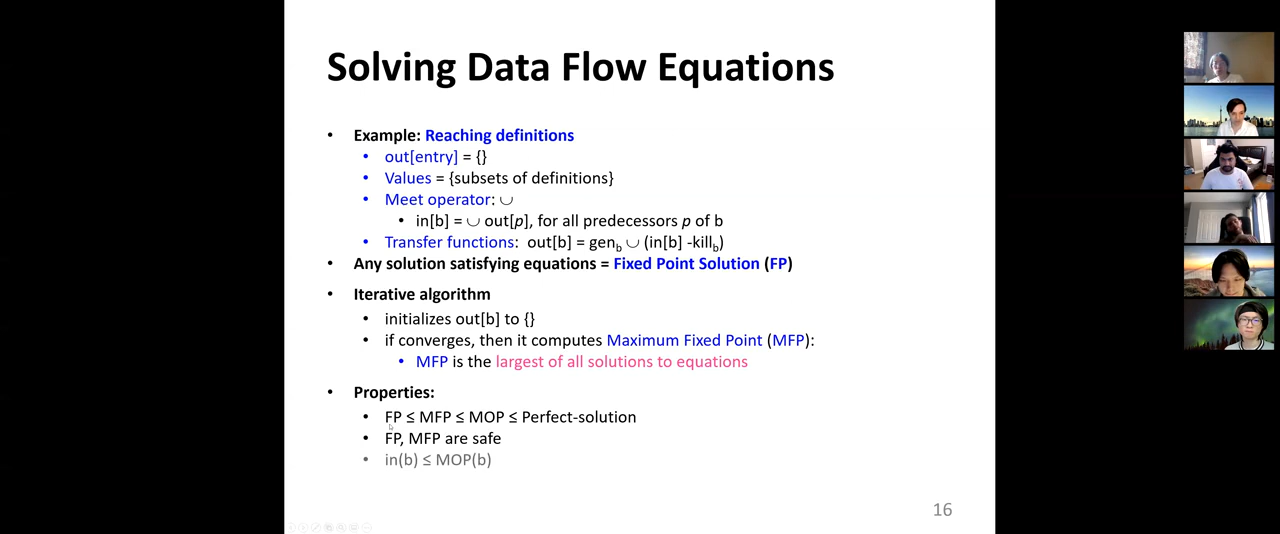 Solving Data Flow Equations
• Example: Reaching definitions
• out[entry] = {}
• Values = {subsets of definitions}
• Meet operator: ∪
• in[b] = ∪ out[p], for all predecessors p of b
• Transfer functions: out[b] = gen_b ∪ (in[b] -kill_b)
• Any solution satisfying equations = Fixed Point Solution (FP)
• Iterative algorithm
• initializes out[b] to {}
• if converges, then it computes Maximum Fixed Point (MFP):
• MFP is the largest of all solutions to equations
• Properties:
• FP ≤ MFP ≤ MOP ≤ Perfect-solution
• FP, MFP are safe
• in(b) ≤ MOP(b)
16